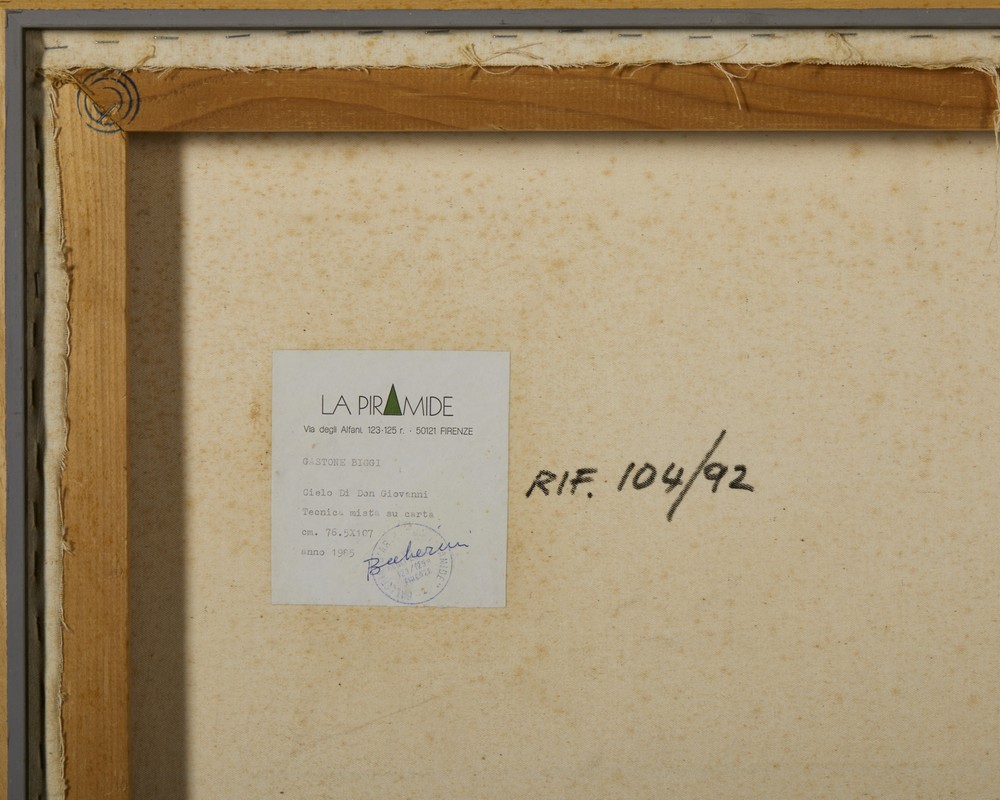 LA PIRAMIDE
Via degli Alfani, 123-125 r. - 50121 FIRENZE
GASTONE BIGGI
Cielo Di Don Giovanni
Tecnica mista su carta
cm. 76.5X107
anno 1985
RIF. 104/92